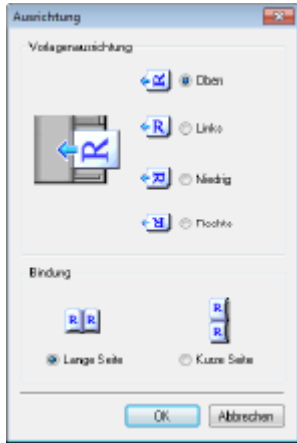 Ausrichtung
Vorlagenausrichtung
R
Oben
R
Links
R
R
Niedrig
R
Rechte
Bindung
R R
R
R
Lange Seite
Kurze Seite
OK
Abbrechen